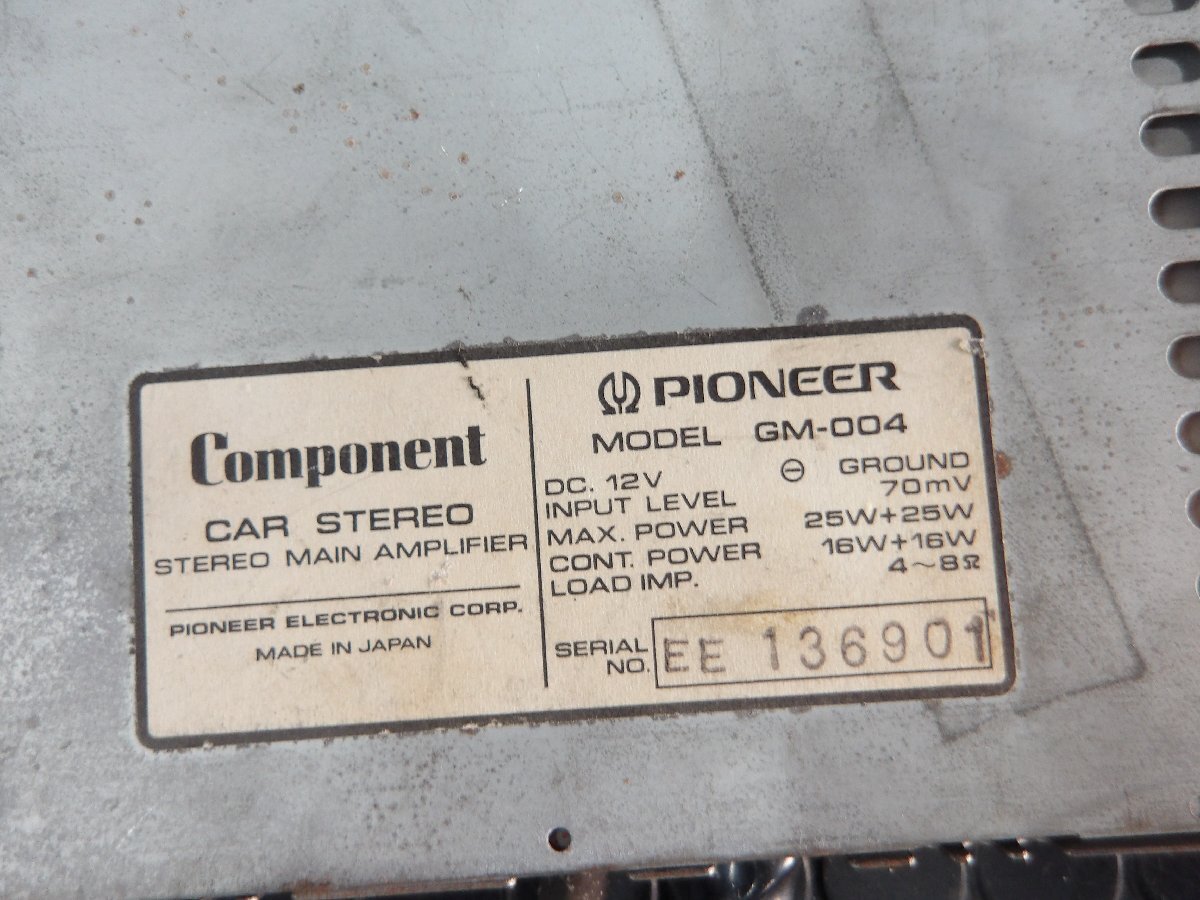 Component
CAR STEREO
STEREO MAIN AMPLIFIER
PIONEER ELECTRONIC CORP.
MADE IN JAPAN
PIONEER
MODEL GM-004
DC. 12V ⊖ GROUND
INPUT LEVEL 70mV
MAX. POWER 25W+25W
CONT. POWER 16W+16W
LOAD IMP. 4~8Ω
SERIAL NO. EE 136901